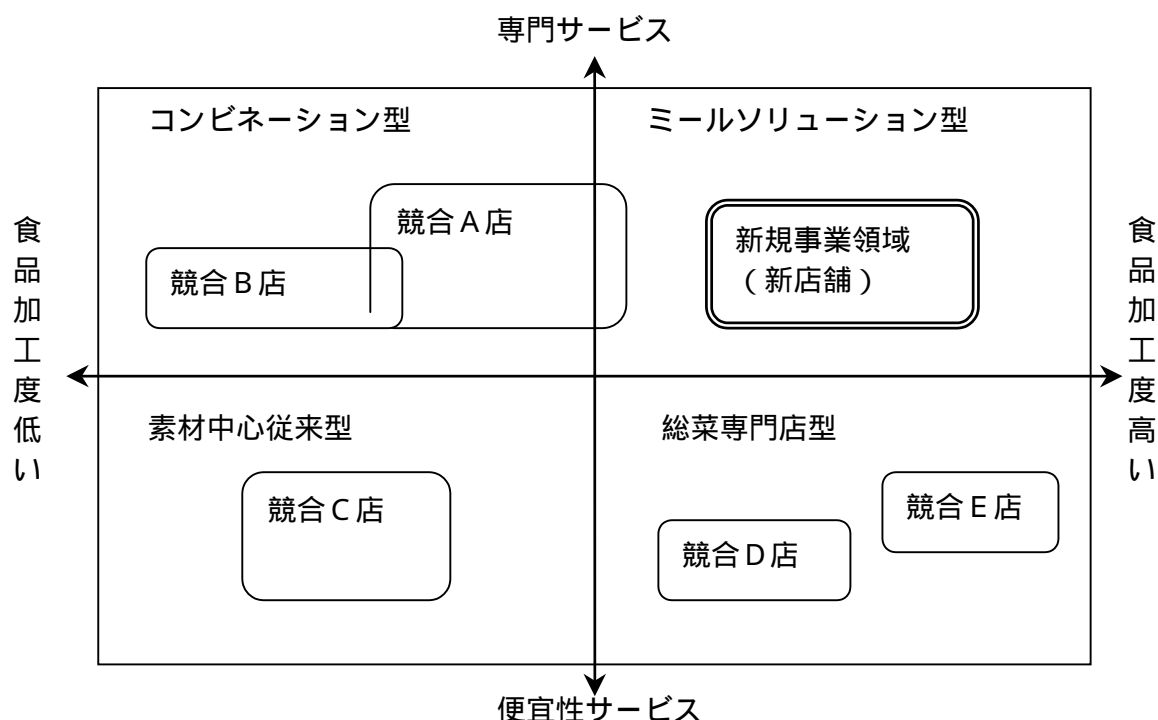 専門サービス
コンビネーション型
ミールソリューション型
競合A店
競合B店
新規事業領域
（新店舗）
食品加工度低い
食品加工度高い
素材中心従来型
総菜専門店型
競合C店
競合E店
競合D店
便宜性サービス